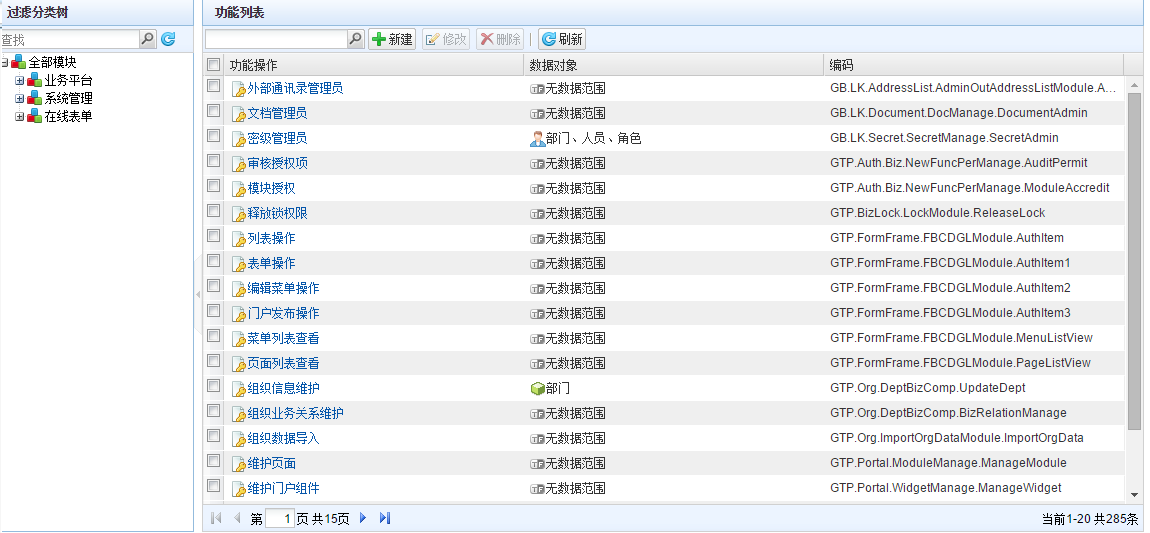 过滤分类树
查找
全部模块
业务平台
系统管理
在线表单
功能列表
新建 修改 删除 | 刷新
功能操作 数据对象 编码
外部通讯录管理员 无数据范围 GB.LK.AddressList.AdminOutAddressListModule.A...
文档管理员 无数据范围 GB.LK.Document.DocManage.DocumentAdmin
密级管理员 部门、人员、角色 GB.LK.Secret.SecretManage.SecretAdmin
审核授权项 无数据范围 GTP.Auth.Biz.NewFuncPerManage.AuditPermit
模块授权 无数据范围 GTP.Auth.Biz.NewFuncPerManage.ModuleAccredit
释放锁权限 无数据范围 GTP.BizLock.LockModule.ReleaseLock
列表操作 无数据范围 GTP.FormFrame.FBCDGLModule.AuthItem
表单操作 无数据范围 GTP.FormFrame.FBCDGLModule.AuthItem1
编辑菜单操作 无数据范围 GTP.FormFrame.FBCDGLModule.AuthItem2
门户发布操作 无数据范围 GTP.FormFrame.FBCDGLModule.AuthItem3
菜单列表查看 无数据范围 GTP.FormFrame.FBCDGLModule.MenuListView
页面列表查看 无数据范围 GTP.FormFrame.FBCDGLModule.PageListView
组织信息维护 部门 GTP.Org.DeptBizComp.UpdateDept
组织业务关系维护 无数据范围 GTP.Org.DeptBizComp.BizRelationManage
组织数据导入 无数据范围 GTP.Org.ImportOrgDataModule.ImportOrgData
维护页面 无数据范围 GTP.Portal.ModuleManage.ManageModule
维护门户组件 无数据范围 GTP.Portal.WidgetManage.ManageWidget
第 1 页 共15页 当前1-20 共285条